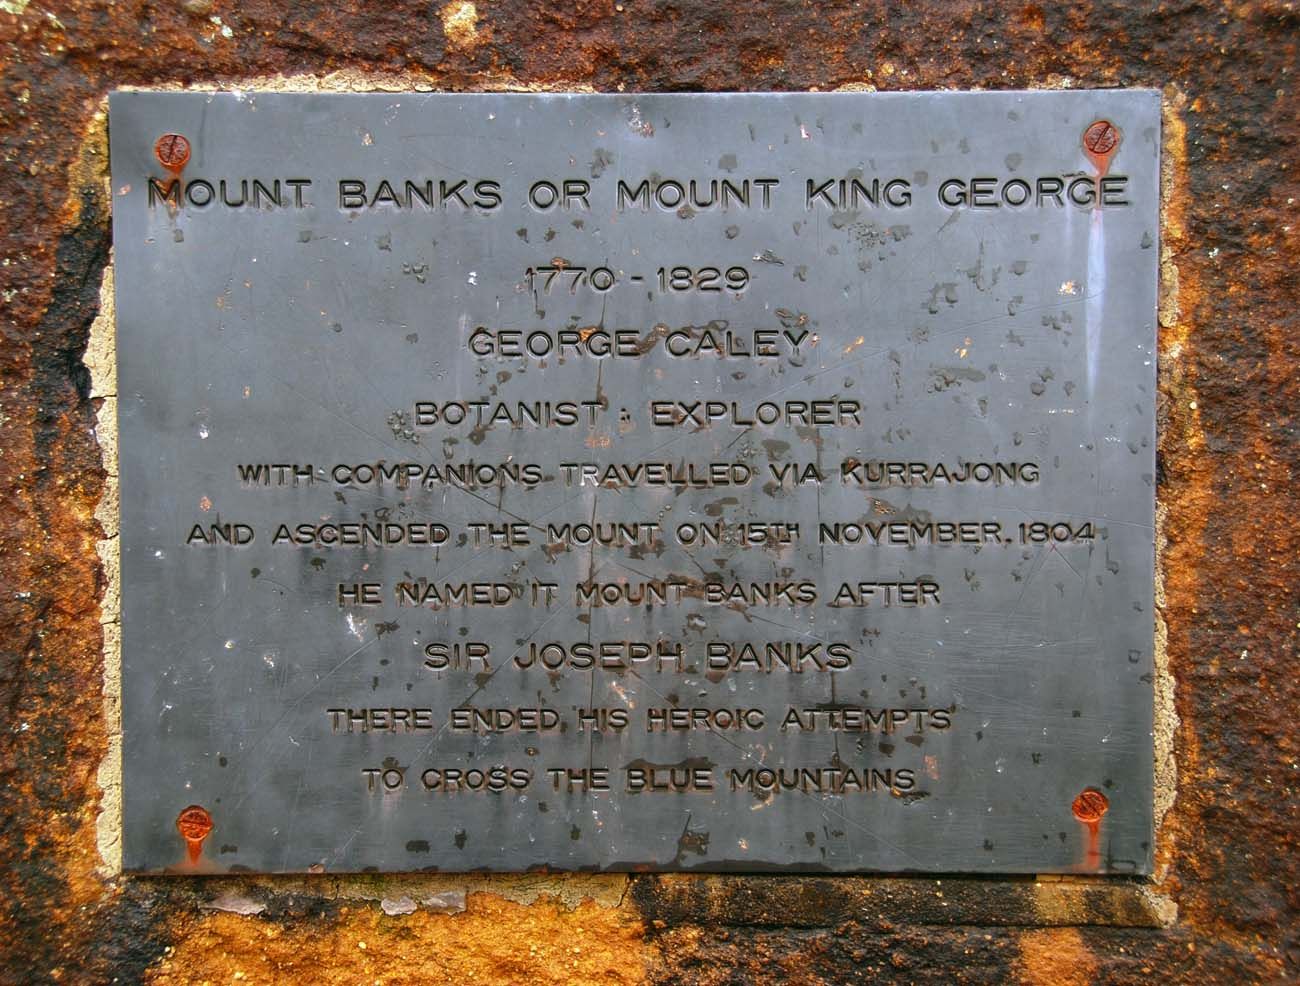 MOUNT BANKS OR MOUNT KING GEORGE
1770 - 1829
GEORGE CALEY
BOTANIST : EXPLORER
WITH COMPANIONS TRAVELLED VIA KURRAJONG
AND ASCENDED THE MOUNT ON 15TH NOVEMBER. 1804
HE NAMED IT MOUNT BANKS AFTER
SIR JOSEPH BANKS
THERE ENDED HIS HEROIC ATTEMPTS
TO CROSS THE BLUE MOUNTAINS